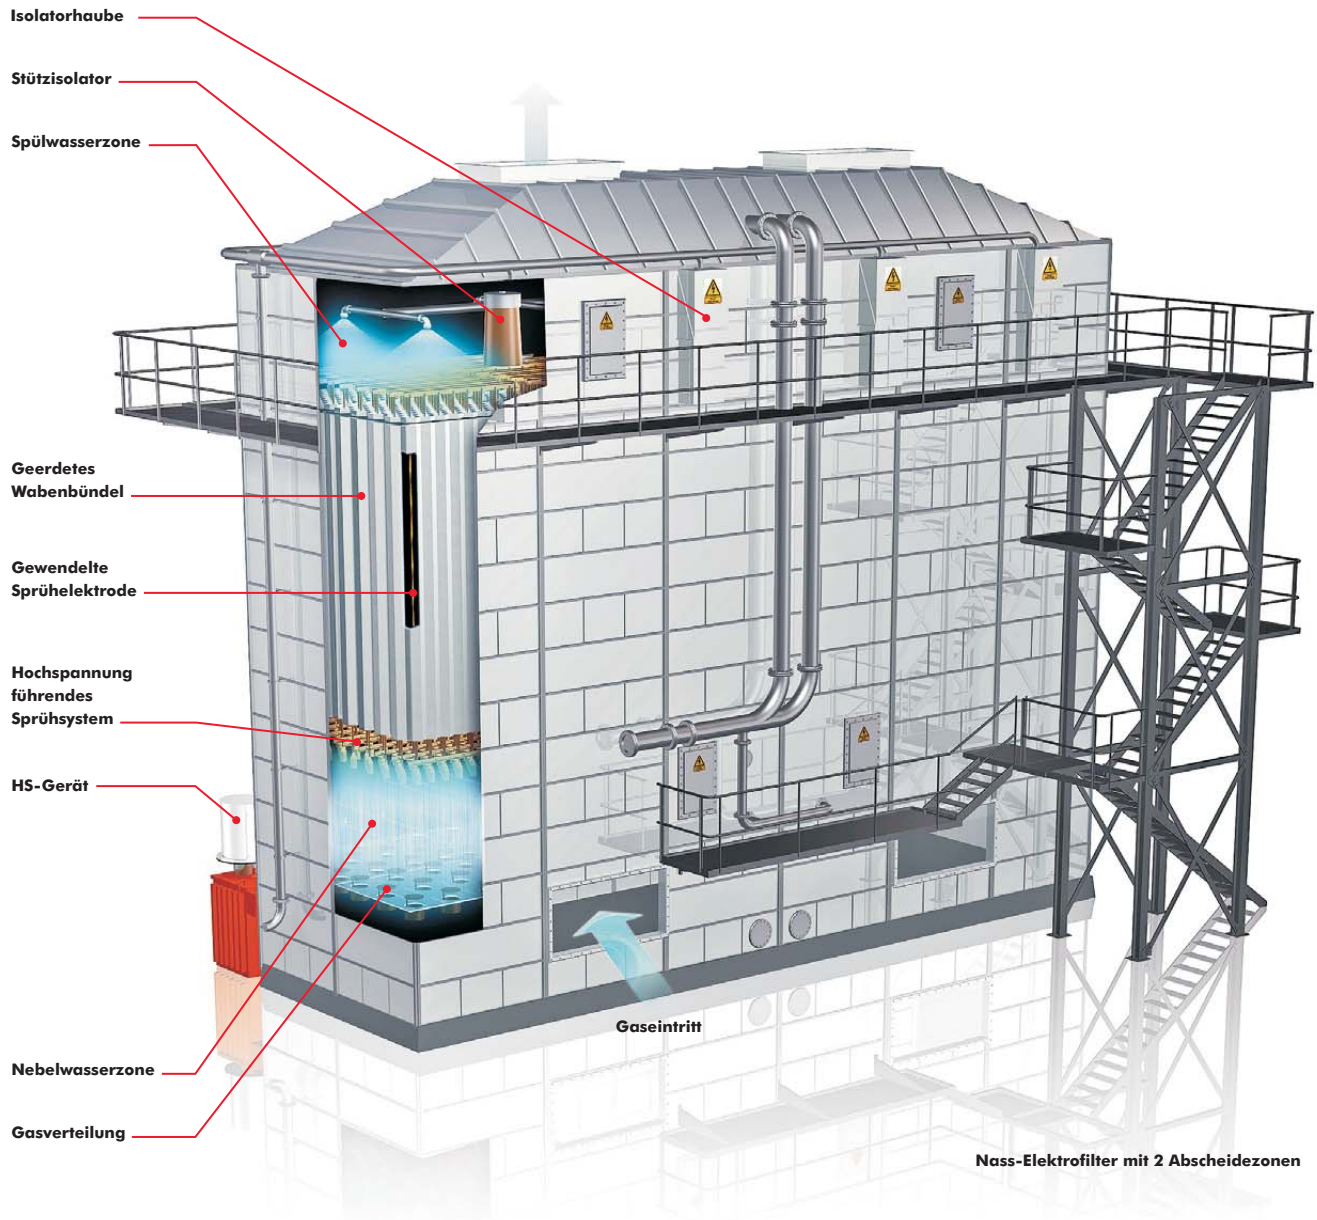 Isolatorhaube
Stützisolator
Spülwasserzone
Geerdetes
Wabenbündel
Gewendelte
Sprühelektrode
Hochspannung
führendes
Sprühsystem
HS-Gerät
Gaseintritt
Nebelwasserzone
Gasverteilung
Nass-Elektrofilter mit 2 Abscheidezonen